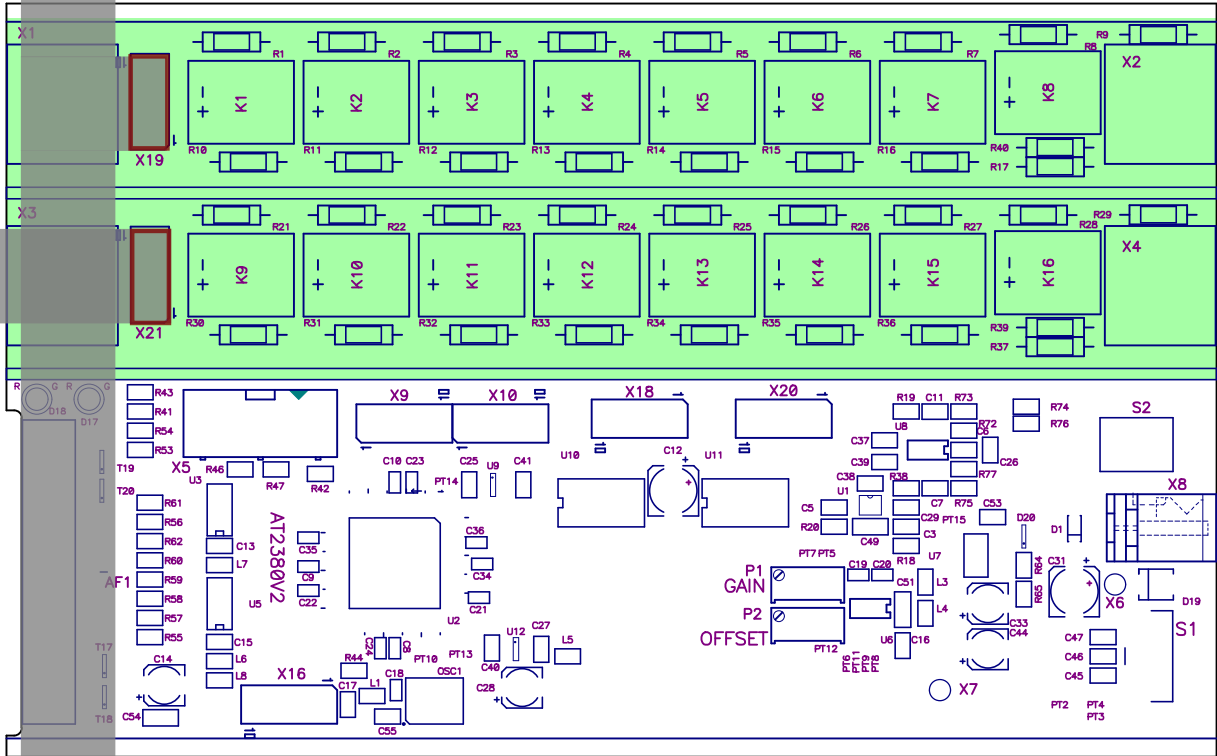 X1
R1 R2 R3 R4 R5 R6 R7 R8 R9
X2
K1 K2 K3 K4 K5 K6 K7 K8
X19
R10 R11 R12 R13 R14 R15 R16 R40
R17
X3
R21 R22 R23 R24 R25 R26 R27 R28 R29
X4
K9 K10 K11 K12 K13 K14 K15 K16
X21
R30 R31 R32 R33 R34 R35 R36 R39
R37
R G R G
D18 D17
R43
R41
R54
R53
X5
X9 X10 X18 X20
R19 C11 R73
R74
R76
S2
U8 R72
C6
C37
C39
C26
R77
C38
R38 C7 R75
T19
T20
R46 R47 R42
U3
C10 C23
PT14
C25 U9 C41
U10 C12 U11
X8
R61
R56
R62
R60
R59
R58
R57
R55
C13
L7
U5
C15
L6
L8
AT2380V2
C35
C9
C22
C36
C34
C21
U2
C5 U1
R20
C49
C29
C3
R18
PT15
C53
D20
D1
U7
PT7 PT5
C19 C20
C51
L3
L4
R64
R65
C31
X6
D19
AF1
P1
GAIN
P2
OFFSET
PT12
U6 C16
C33
C44
C47
C46
C45
S1
T17
T18
C14
C54
R44
C24 C8
PT10 PT13
C40
U12
C27
L5
X16
C17
L1
C18
OSC1
C28
C55
PT6
PT11
PT9
PT8
X7
PT2 PT4
PT3